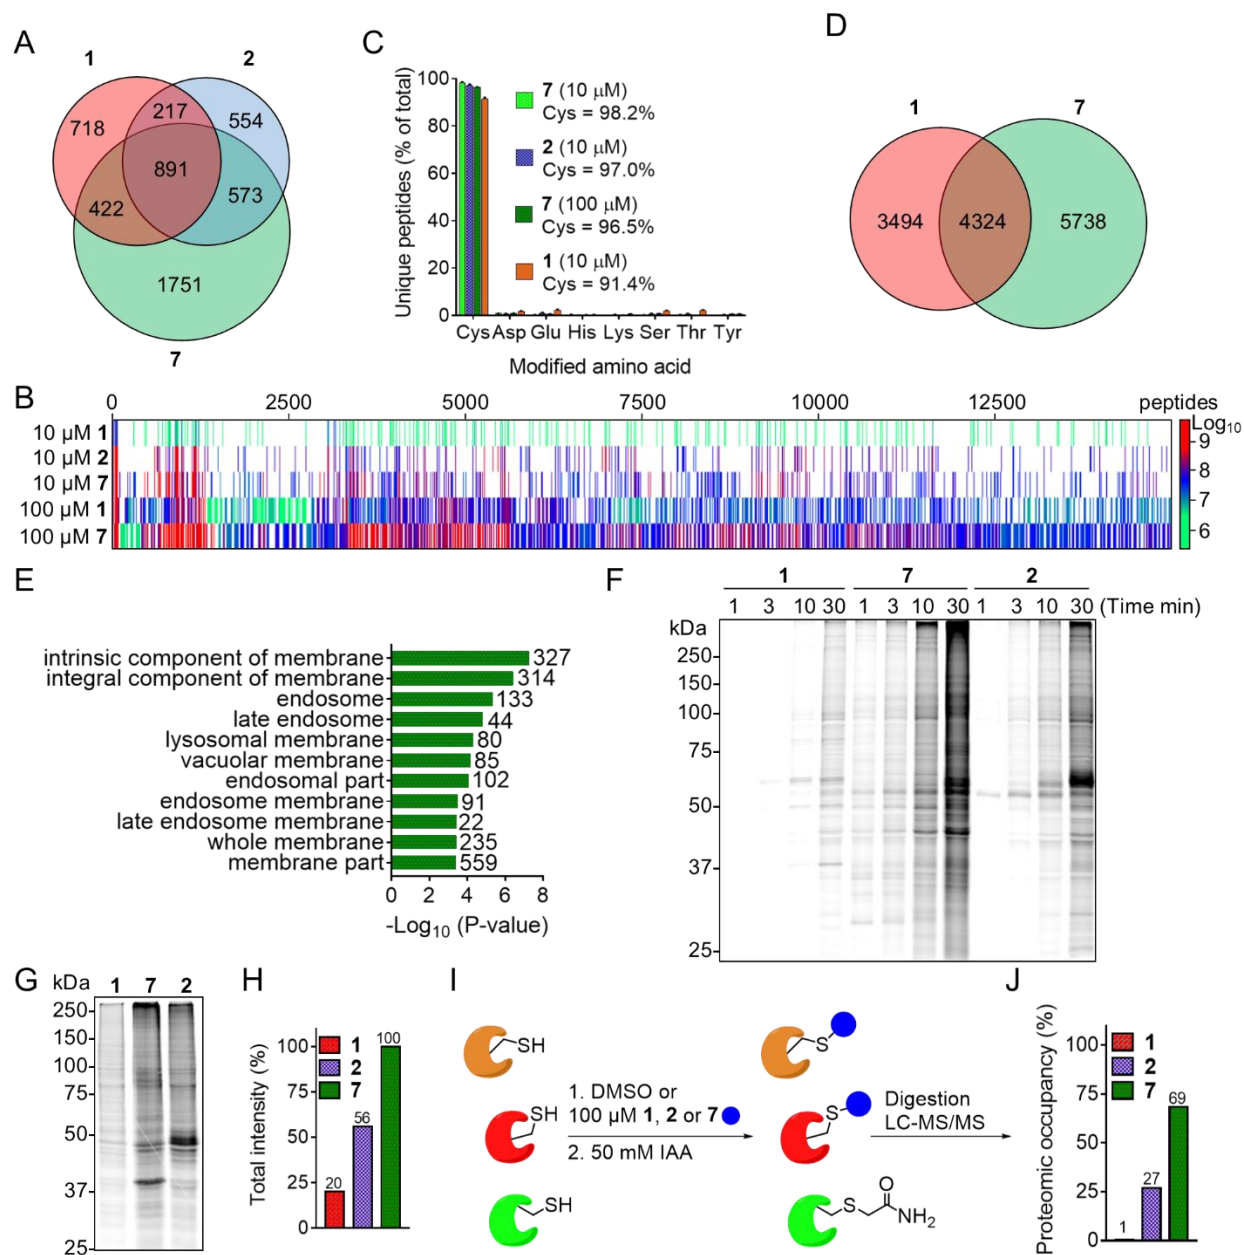 A
1
2
718
217
554
891
422
573
1751
7
C
Unique peptides (% of total)
100
80
60
40
20
0
7 (10 μM)
Cys = 98.2%
2 (10 μM)
Cys = 97.0%
7 (100 μM)
Cys = 96.5%
1 (10 μM)
Cys = 91.4%
Cys Asp Glu His Lys Ser Thr Tyr
Modified amino acid
D
1
7
3494
4324
5738
B
0 2500 5000 7500 10000 12500 peptides
10 μM 1
10 μM 2
10 μM 7
100 μM 1
100 μM 7
Log10
9
8
7
6
E
intrinsic component of membrane 327
integral component of membrane 314
endosome 133
late endosome 44
lysosomal membrane 80
vacuolar membrane 85
endosomal part 102
endosome membrane 91
late endosome membrane 22
whole membrane 235
membrane part 559
0 2 4 6 8
-Log10 (P-value)
F
1 7 2
1 3 10 30 1 3 10 30 1 3 10 30 (Time min)
kDa
250
150
100
75
50
37
25
G
kDa 1 7 2
250
150
100
75
50
37
25
H
Total intensity (%)
100
75
50
25
0
1
2
7
20
56
100
I
SH
SH
SH
1. DMSO or
100 μM 1, 2 or 7
2. 50 mM IAA
S
S
S
O
NH2
Digestion
LC-MS/MS
J
Proteomic occupancy (%)
100
75
50
25
0
1
2
7
1
27
69